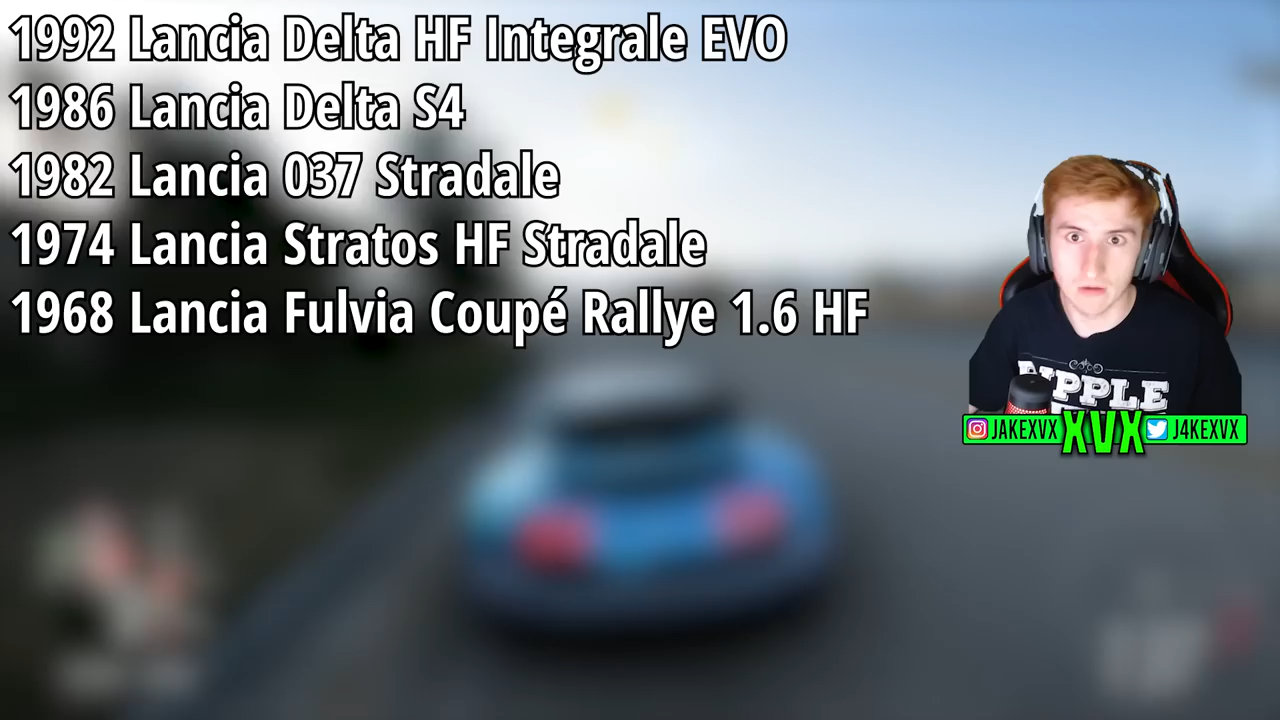 1992 Lancia Delta HF Integrale EVO
1986 Lancia Delta S4
1982 Lancia 037 Stradale
1974 Lancia Stratos HF Stradale
1968 Lancia Fulvia Coupé Rallye 1.6 HF
RIPPLE
JAKEXVX XVX J4KEXVX